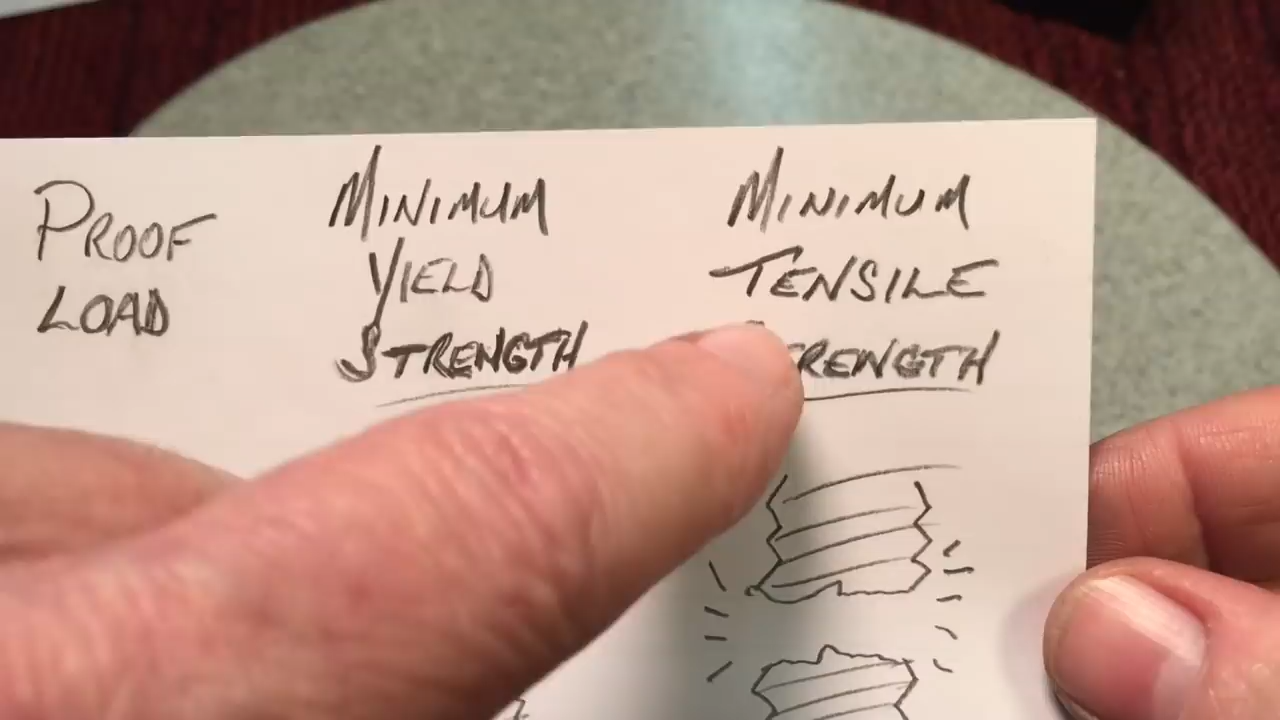 PROOF
LOAD
MINIMUM
YIELD
STRENGTH
MINIMUM
TENSILE
STRENGTH